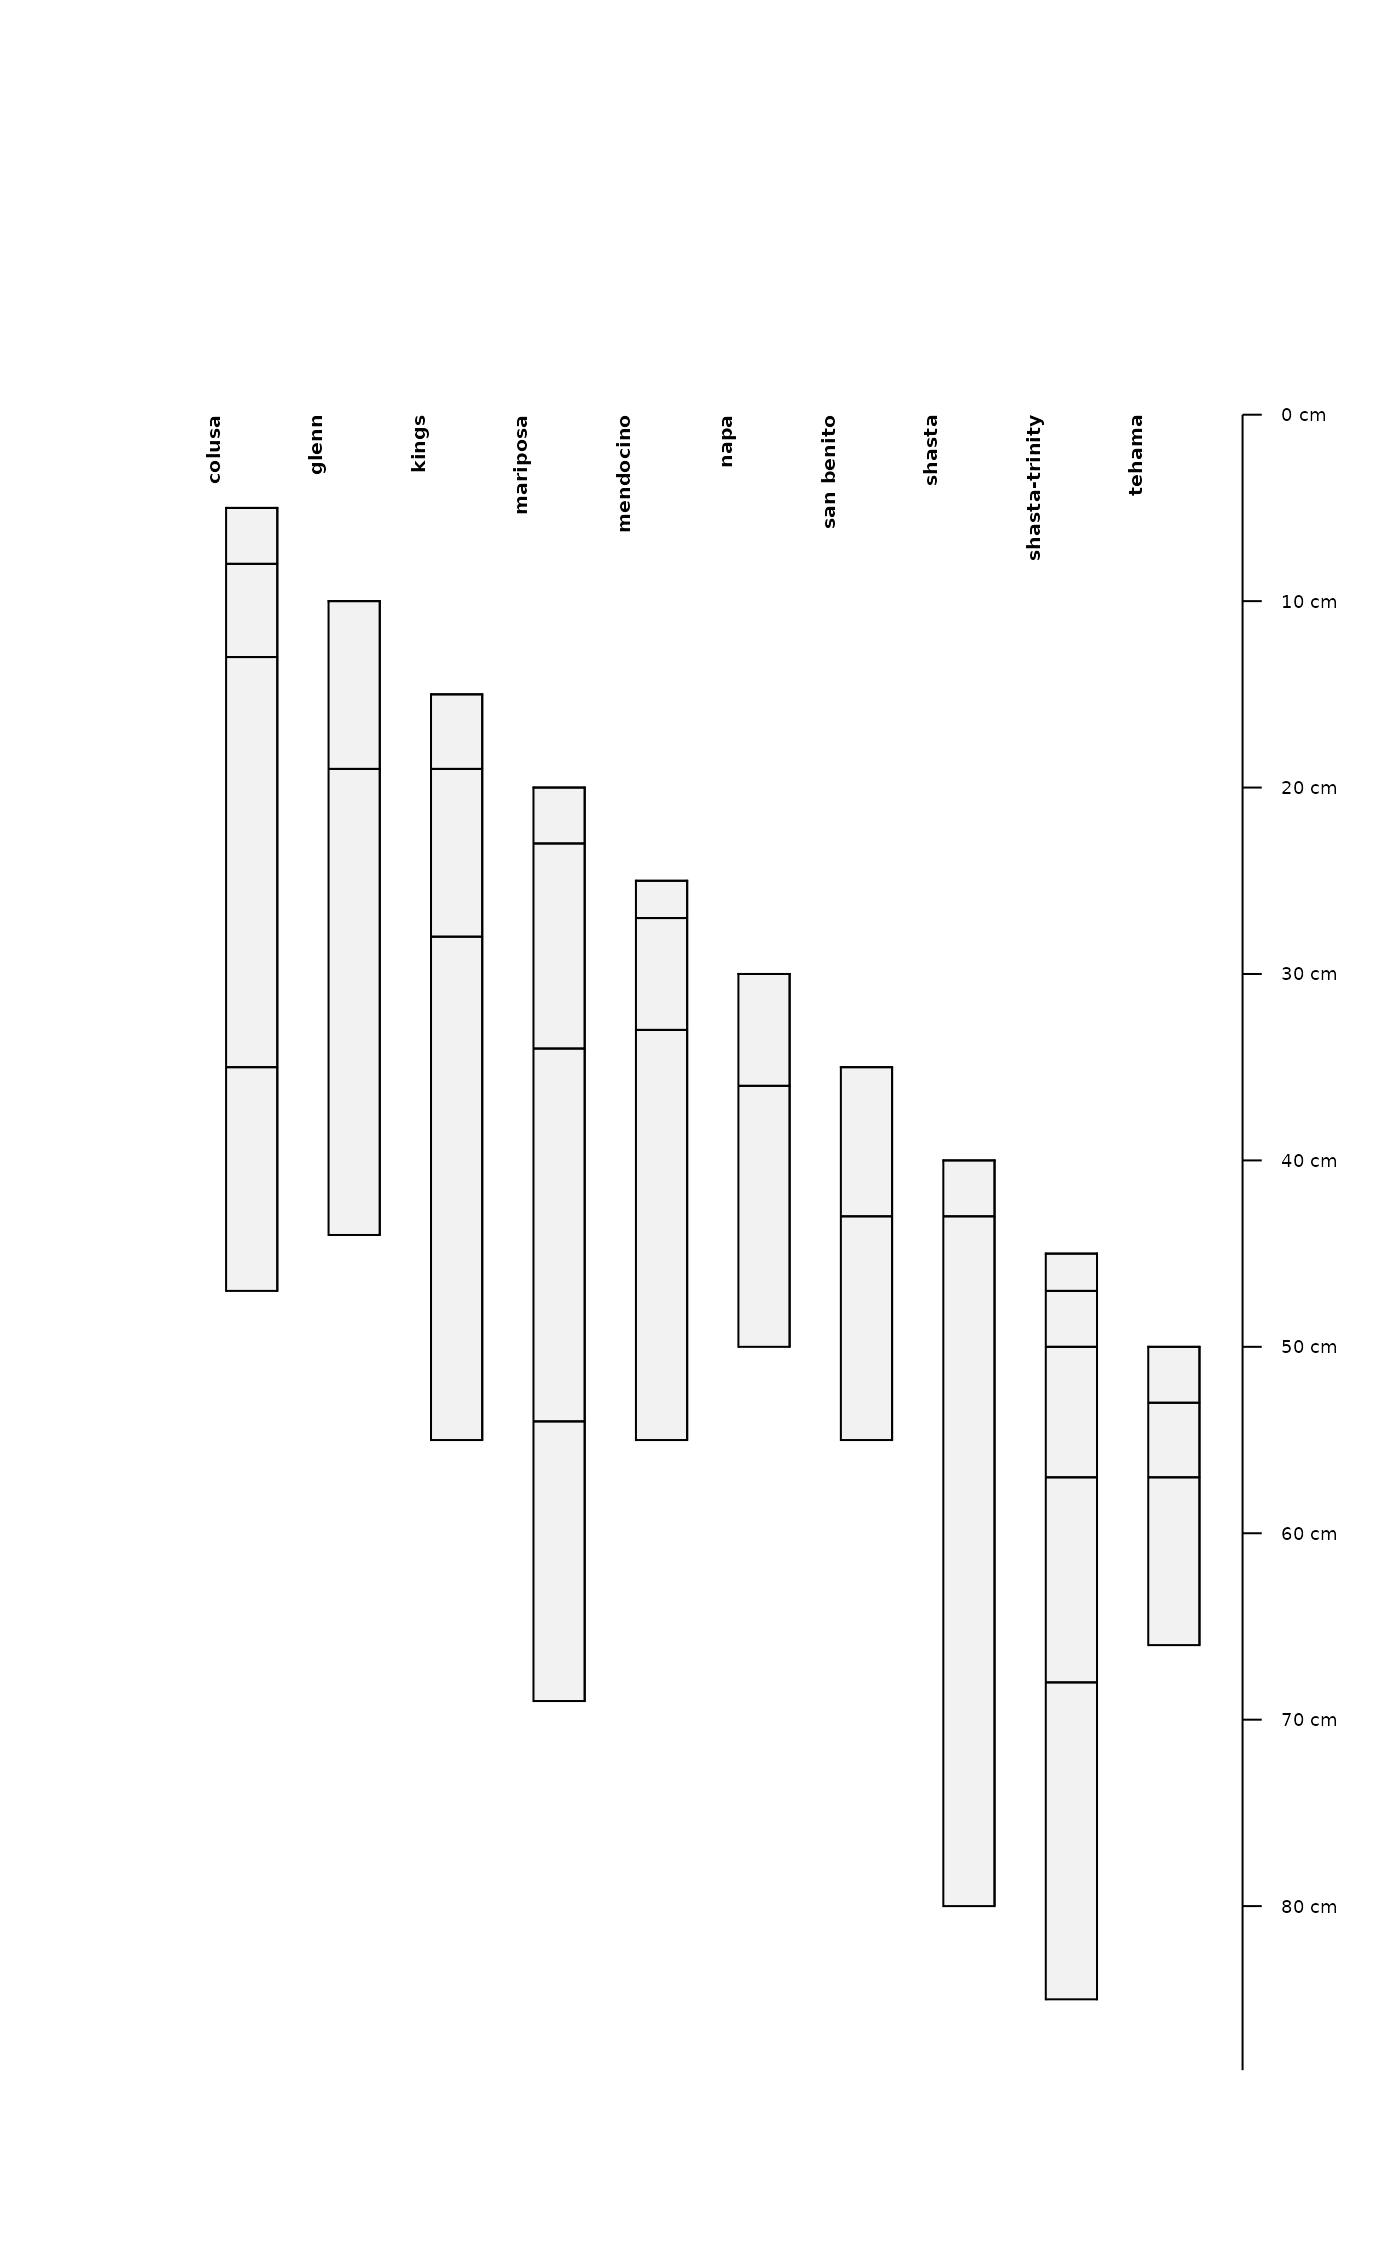 colusa
glenn
kings
mariposa
mendocino
napa
san benito
shasta
shasta-trinity
tehama
0 cm
10 cm
20 cm
30 cm
40 cm
50 cm
60 cm
70 cm
80 cm